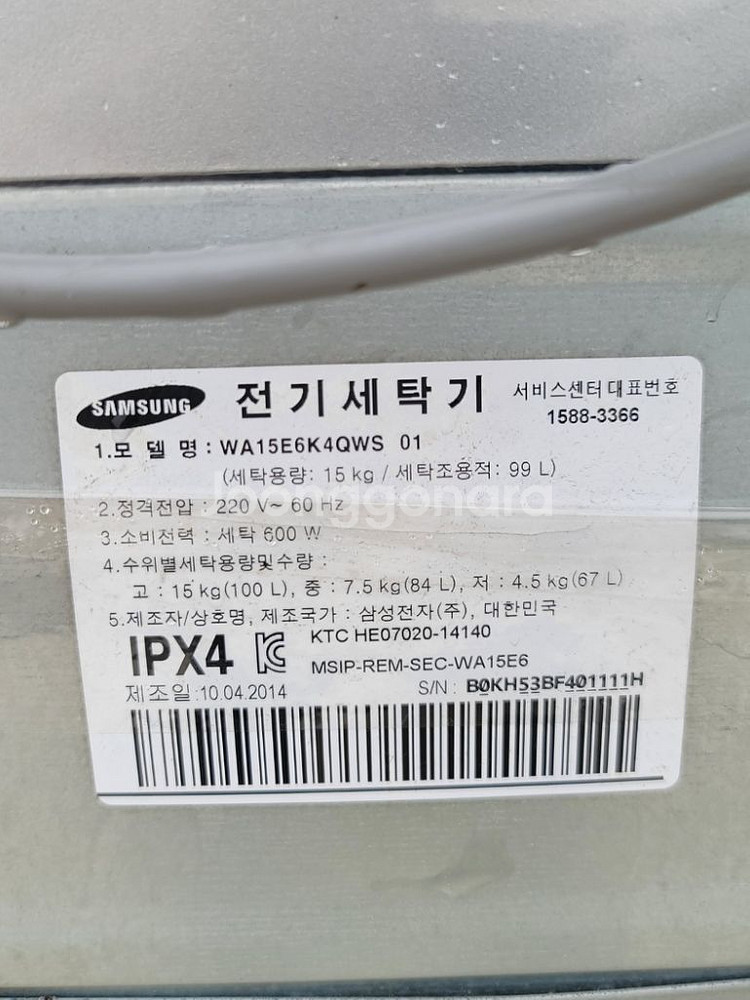 SAMSUNG 전기세탁기 서비스센터대표번호
1588-3366
1.모 델 명 : WA15E6K4QWS 01
(세탁용량: 15 kg / 세탁조용적: 99 L)
2.정격전압 : 220 V~ 60 Hz
joonggonara
3.소비전력 : 세탁 600 W
4.수위별세탁용량및수량 :
고 : 15 kg(100 L), 중 : 7.5 kg(84 L), 저 : 4.5 kg(67 L)
5.제조자/상호명, 제조국가 : 삼성전자(주), 대한민국
IPX4 KTC HE07020-14140
MSIP-REM-SEC-WA15E6
제조일:10.04.2014 S/N : B0KH53BF401111H